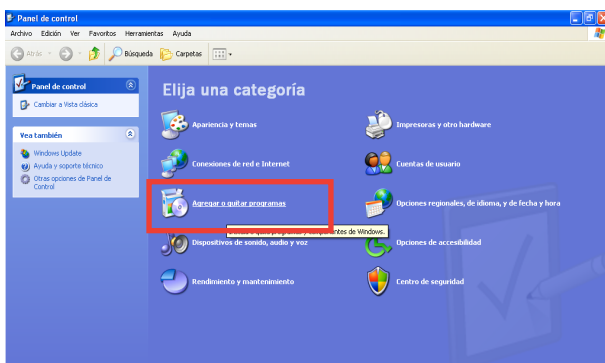 Panel de control
Archivo Edición Ver Favoritos Herramientas Ayuda
Atrás Búsqueda Carpetas
Panel de control
Cambiar a Vista clásica
Vea también
Windows Update
Ayuda y soporte técnico
Otras opciones de Panel de
Control
Elija una categoría
Apariencia y temas
Impresoras y otro hardware
Conexiones de red e Internet
Cuentas de usuario
Agregar o quitar programas
Opciones regionales, de idioma, y de fecha y hora
de Windows.
Dispositivos de sonido, audio y voz
Opciones de accesibilidad
Rendimiento y mantenimiento
Centro de seguridad